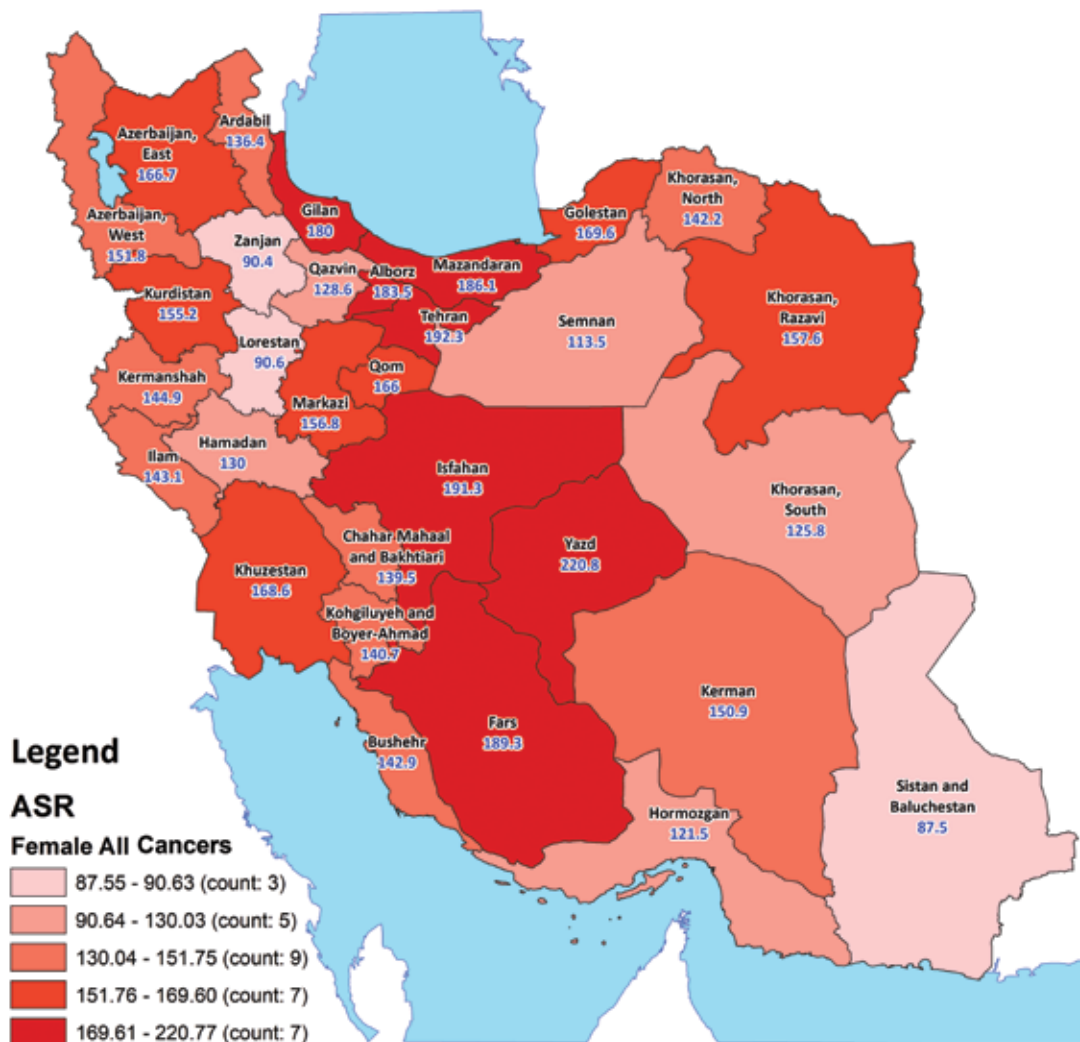 Ardabil
136.4
Azerbaijan,
East
166.7
Khorasan,
North
142.2
Gilan
180
Golestan
169.6
Azerbaijan,
West
151.8
Zanjan
90.4
Qazvin
128.6
Alborz
183.5
Mazandaran
186.1
Kurdistan
155.2
Tehran
192.3
Semnan
113.5
Khorasan,
Razavi
157.6
Lorestan
90.6
Kermanshah
144.9
Qom
166
Markazi
156.8
Hamadan
130
Ilam
143.1
Isfahan
191.3
Khorasan,
South
125.8
Chahar Mahaal
and Bakhtiari
139.5
Yazd
220.8
Khuzestan
168.6
Kohgiluyeh and
Boyer-Ahmad
140.7
Kerman
150.9
Fars
189.3
Bushehr
142.9
Sistan and
Baluchestan
87.5
Hormozgan
121.5
Legend
ASR
Female All Cancers
87.55 - 90.63 (count: 3)
90.64 - 130.03 (count: 5)
130.04 - 151.75 (count: 9)
151.76 - 169.60 (count: 7)
169.61 - 220.77 (count: 7)